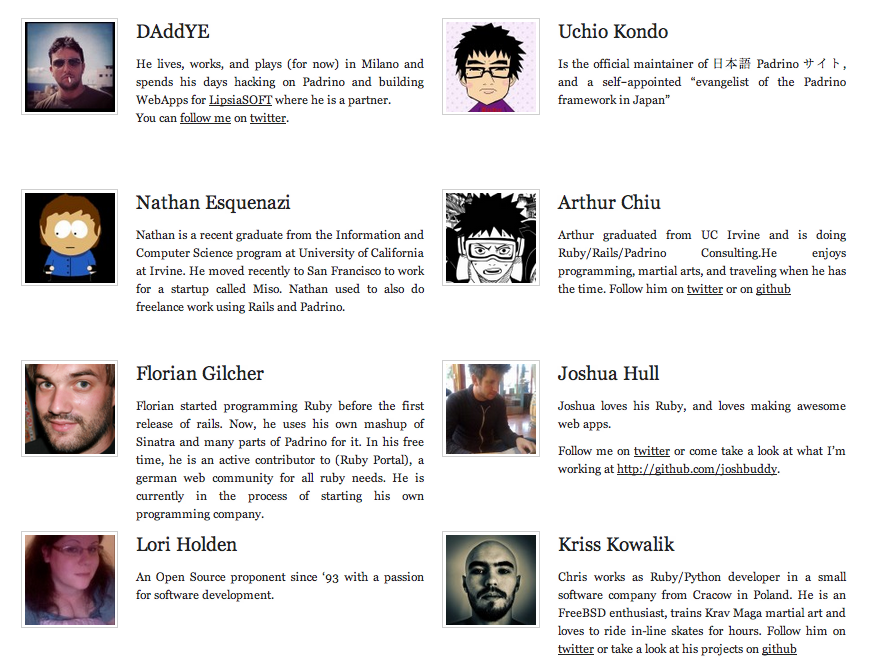 DAddYE
He lives, works, and plays (for now) in Milano and
spends his days hacking on Padrino and building
WebApps for LipsiaSOFT where he is a partner.
You can follow me on twitter.
Uchio Kondo
Is the official maintainer of 日本語 Padrino サイト,
and a self-appointed “evangelist of the Padrino
framework in Japan”
Nathan Esquenazi
Nathan is a recent graduate from the Information and
Computer Science program at University of California
at Irvine. He moved recently to San Francisco to work
for a startup called Miso. Nathan used to also do
freelance work using Rails and Padrino.
Arthur Chiu
Arthur graduated from UC Irvine and is doing
Ruby/Rails/Padrino Consulting.He enjoys
programming, martial arts, and traveling when he has
the time. Follow him on twitter or on github
Florian Gilcher
Florian started programming Ruby before the first
release of rails. Now, he uses his own mashup of
Sinatra and many parts of Padrino for it. In his free
time, he is an active contributor to (Ruby Portal), a
german web community for all ruby needs. He is
currently in the process of starting his own
programming company.
Joshua Hull
Joshua loves his Ruby, and loves making awesome
web apps.
Follow me on twitter or come take a look at what I’m
working at http://github.com/joshbuddy.
Lori Holden
An Open Source proponent since ‘93 with a passion
for software development.
Kriss Kowalik
Chris works as Ruby/Python developer in a small
software company from Cracow in Poland. He is an
FreeBSD enthusiast, trains Krav Maga martial art and
loves to ride in-line skates for hours. Follow him on
twitter or take a look at his projects on github